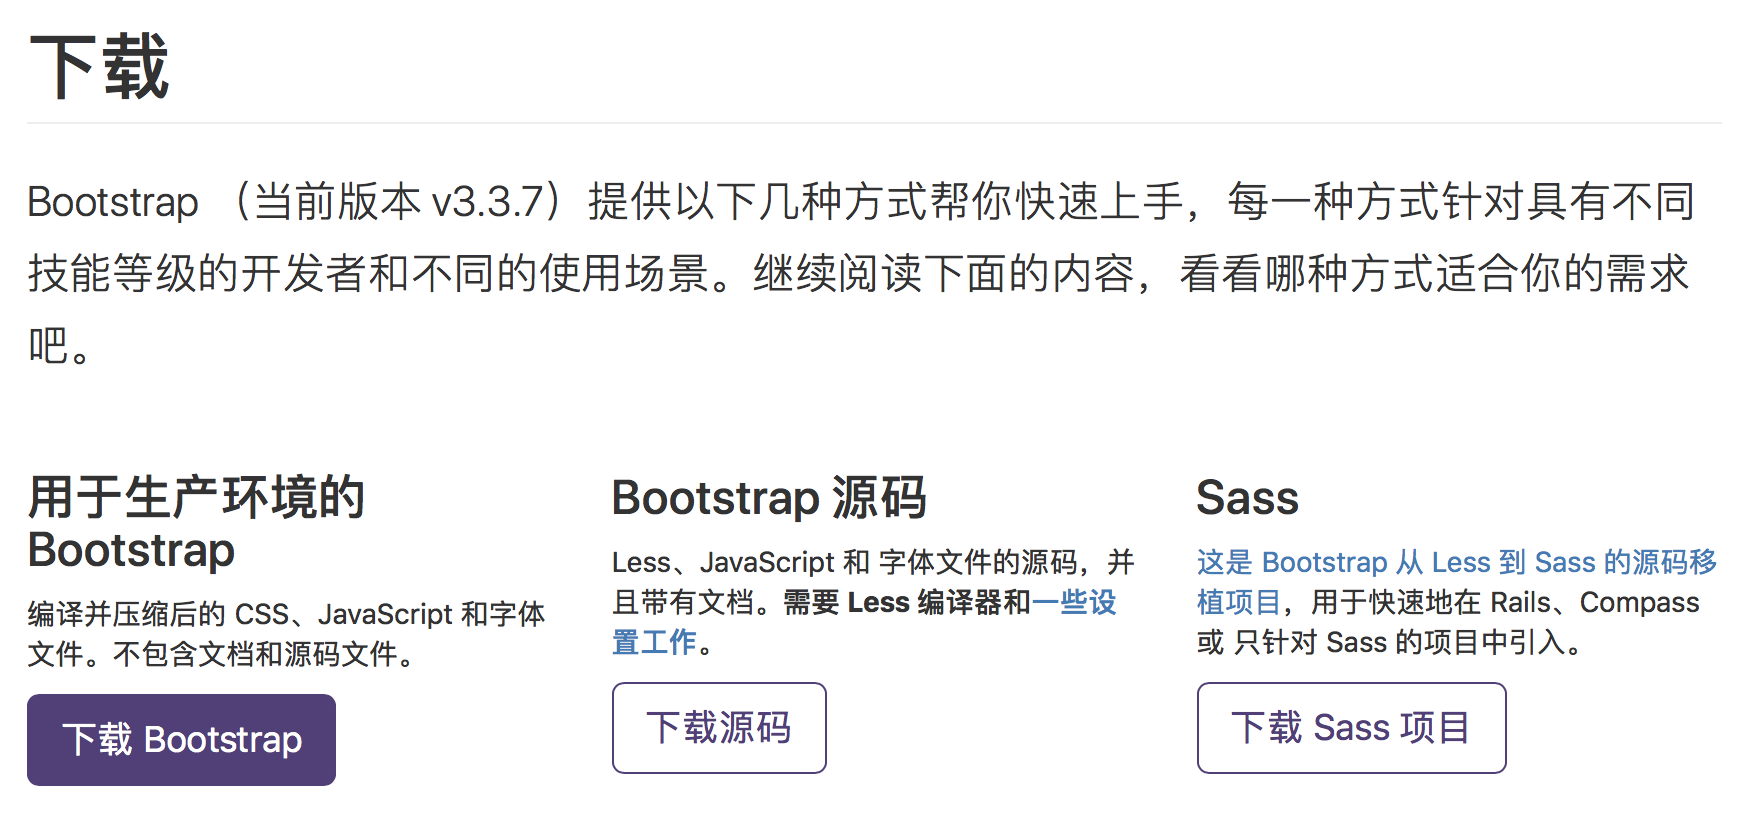 下载
Bootstrap （当前版本 v3.3.7）提供以下几种方式帮你快速上手，每一种方式针对具有不同
技能等级的开发者和不同的使用场景。继续阅读下面的内容，看看哪种方式适合你的需求
吧。
用于生产环境的
Bootstrap
编译并压缩后的 CSS、JavaScript 和字体
文件。不包含文档和源码文件。
下载 Bootstrap
Bootstrap 源码
Less、JavaScript 和 字体文件的源码，并
且带有文档。需要 Less 编译器和一些设
置工作。
下载源码
Sass
这是 Bootstrap 从 Less 到 Sass 的源码移
植项目，用于快速地在 Rails、Compass
或 只针对 Sass 的项目中引入。
下载 Sass 项目